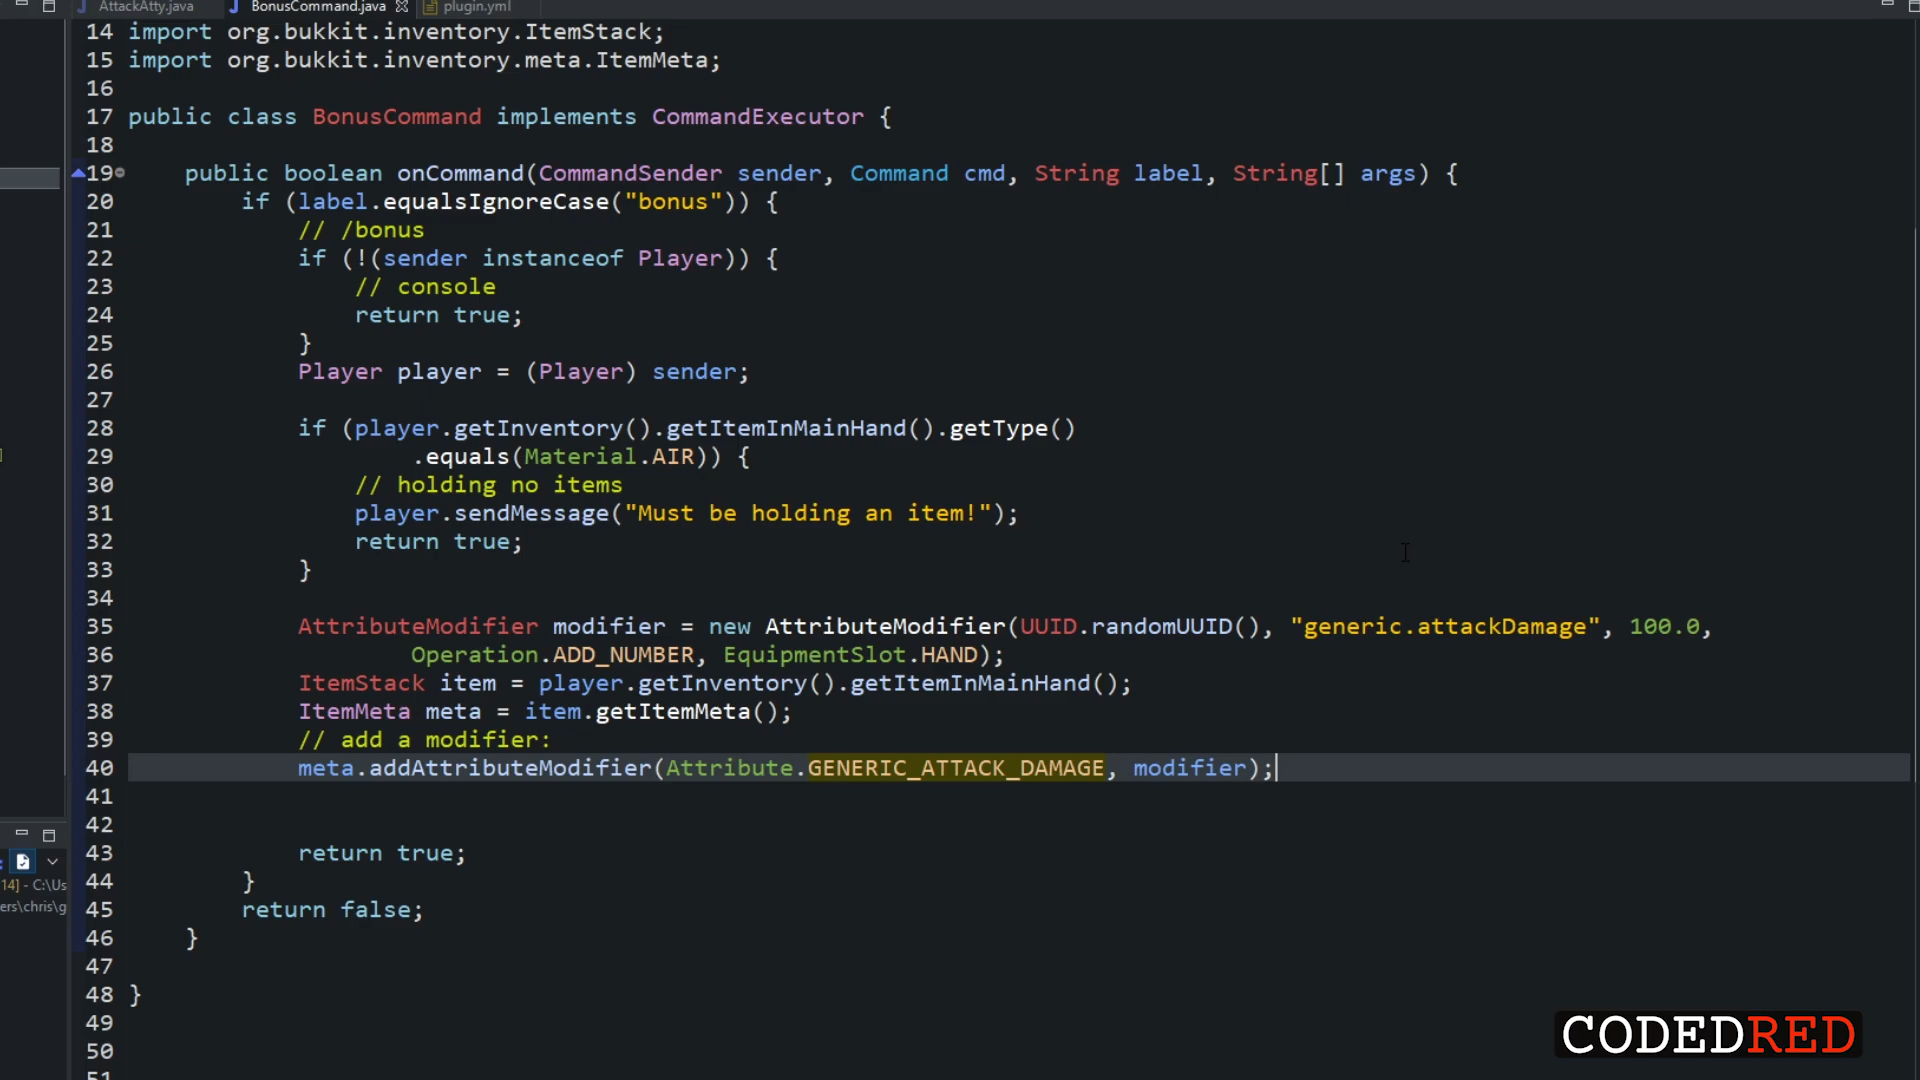 AttackAtty.java BonusCommand.java plugin.yml
14 import org.bukkit.inventory.ItemStack;
15 import org.bukkit.inventory.meta.ItemMeta;
16
17 public class BonusCommand implements CommandExecutor {
18
19 public boolean onCommand(CommandSender sender, Command cmd, String label, String[] args) {
20 if (label.equalsIgnoreCase("bonus")) {
21 // /bonus
22 if (!(sender instanceof Player)) {
23 // console
24 return true;
25 }
26 Player player = (Player) sender;
27
28 if (player.getInventory().getItemInMainHand().getType()
29 .equals(Material.AIR)) {
30 // holding no items
31 player.sendMessage("Must be holding an item!");
32 return true;
33 }
34
35 AttributeModifier modifier = new AttributeModifier(UUID.randomUUID(), "generic.attackDamage", 100.0,
36 Operation.ADD_NUMBER, EquipmentSlot.HAND);
37 ItemStack item = player.getInventory().getItemInMainHand();
38 ItemMeta meta = item.getItemMeta();
39 // add a modifier:
40 meta.addAttributeModifier(Attribute.GENERIC_ATTACK_DAMAGE, modifier);
41
42
43 return true;
44 }
45 return false;
46 }
47
48 }
49
50
51
14] - C:\Us
ers\chris\g
CODEDRED